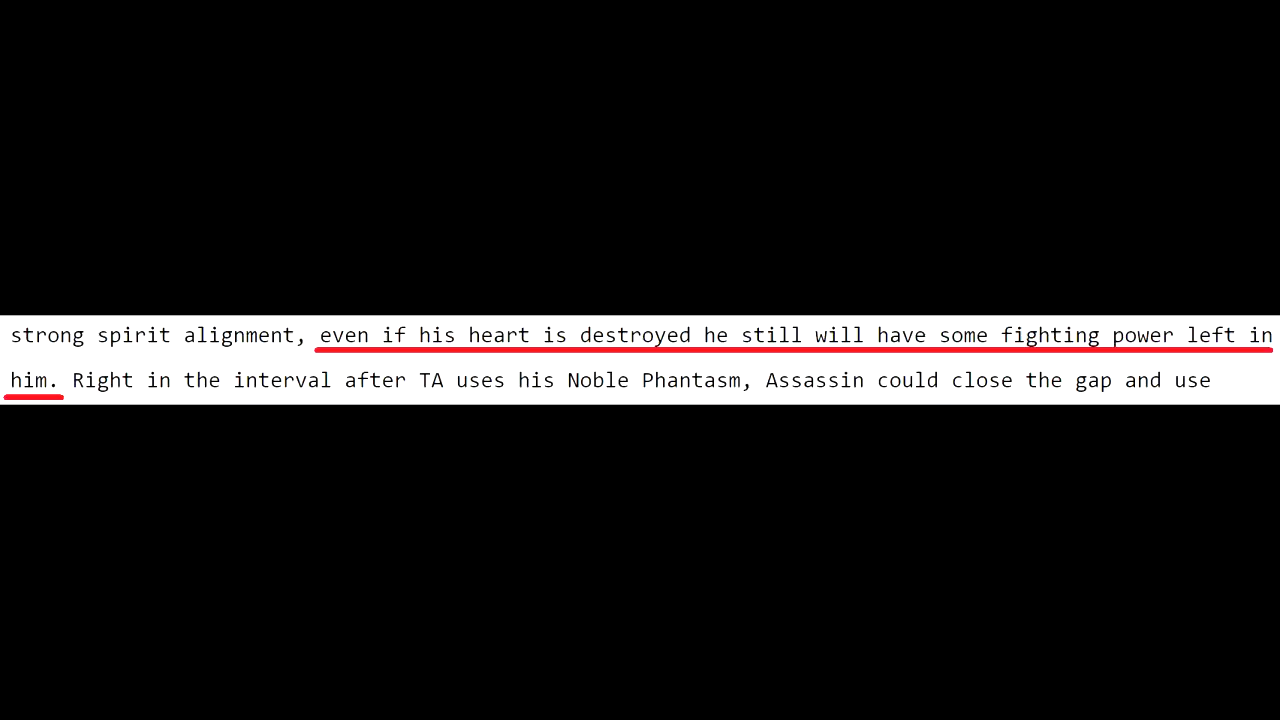 strong spirit alignment, even if his heart is destroyed he still will have some fighting power left in
him. Right in the interval after TA uses his Noble Phantasm, Assassin could close the gap and use